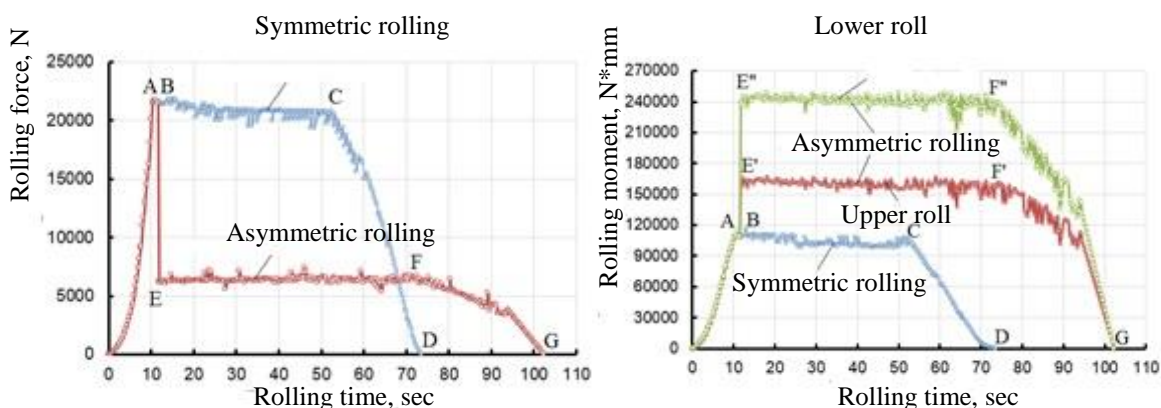 Symmetric rolling
Rolling force, N
25000
20000
15000
10000
5000
0
A B
C
Asymmetric rolling
E
F
D
G
0 10 20 30 40 50 60 70 80 90 100 110
Rolling time, sec
Lower roll
Rolling moment, N*mm
270000
240000
210000
180000
150000
120000
90000
60000
30000
0
E"
F"
Asymmetric rolling
E'
F'
Upper roll
A B
C
Symmetric rolling
D
G
0 10 20 30 40 50 60 70 80 90 100 110
Rolling time, sec